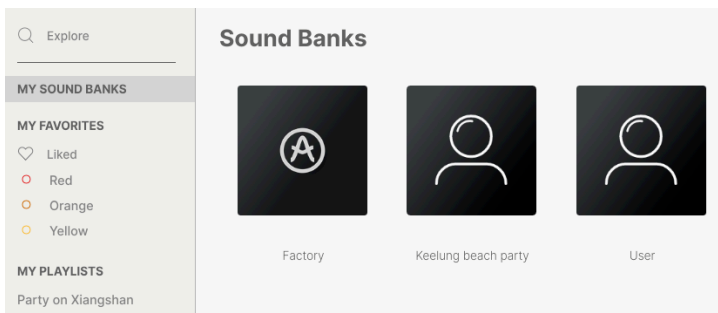 Explore
MY SOUND BANKS
MY FAVORITES
Liked
Red
Orange
Yellow
MY PLAYLISTS
Party on Xiangshan
Sound Banks
Factory
Keelung beach party
User